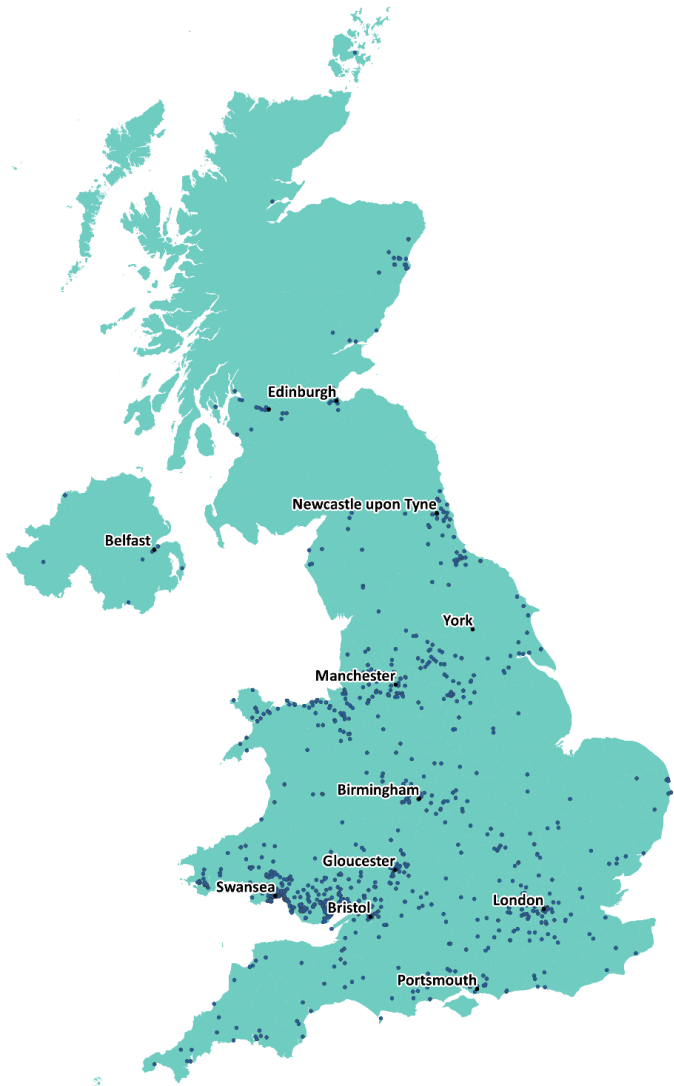 Edinburgh
Newcastle upon Tyne
Belfast
York
Manchester
Birmingham
Gloucester
Swansea
Bristol
London
Portsmouth